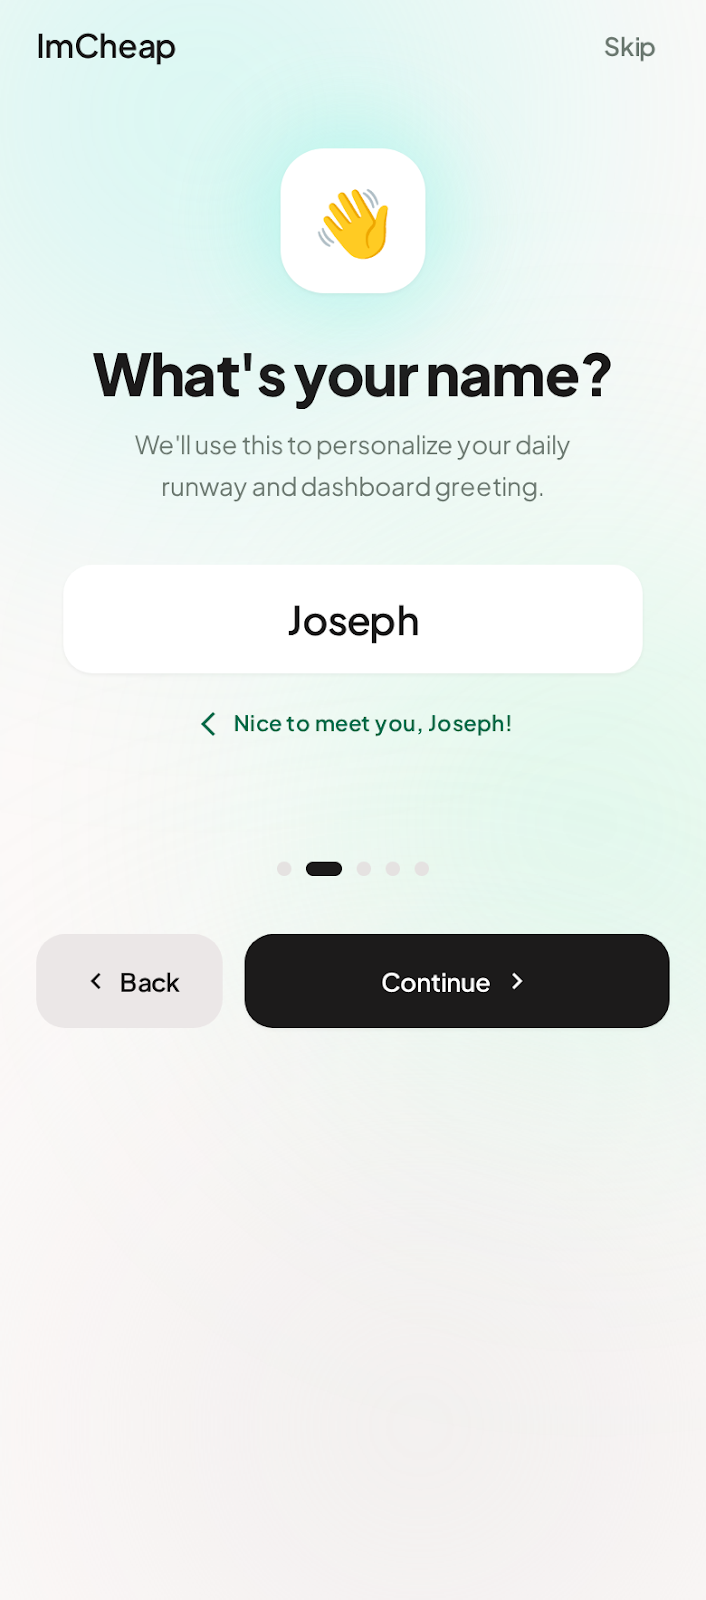 ImCheap
Skip
What's your name?
We'll use this to personalize your daily
runway and dashboard greeting.
Joseph
Nice to meet you, Joseph!
Back
Continue